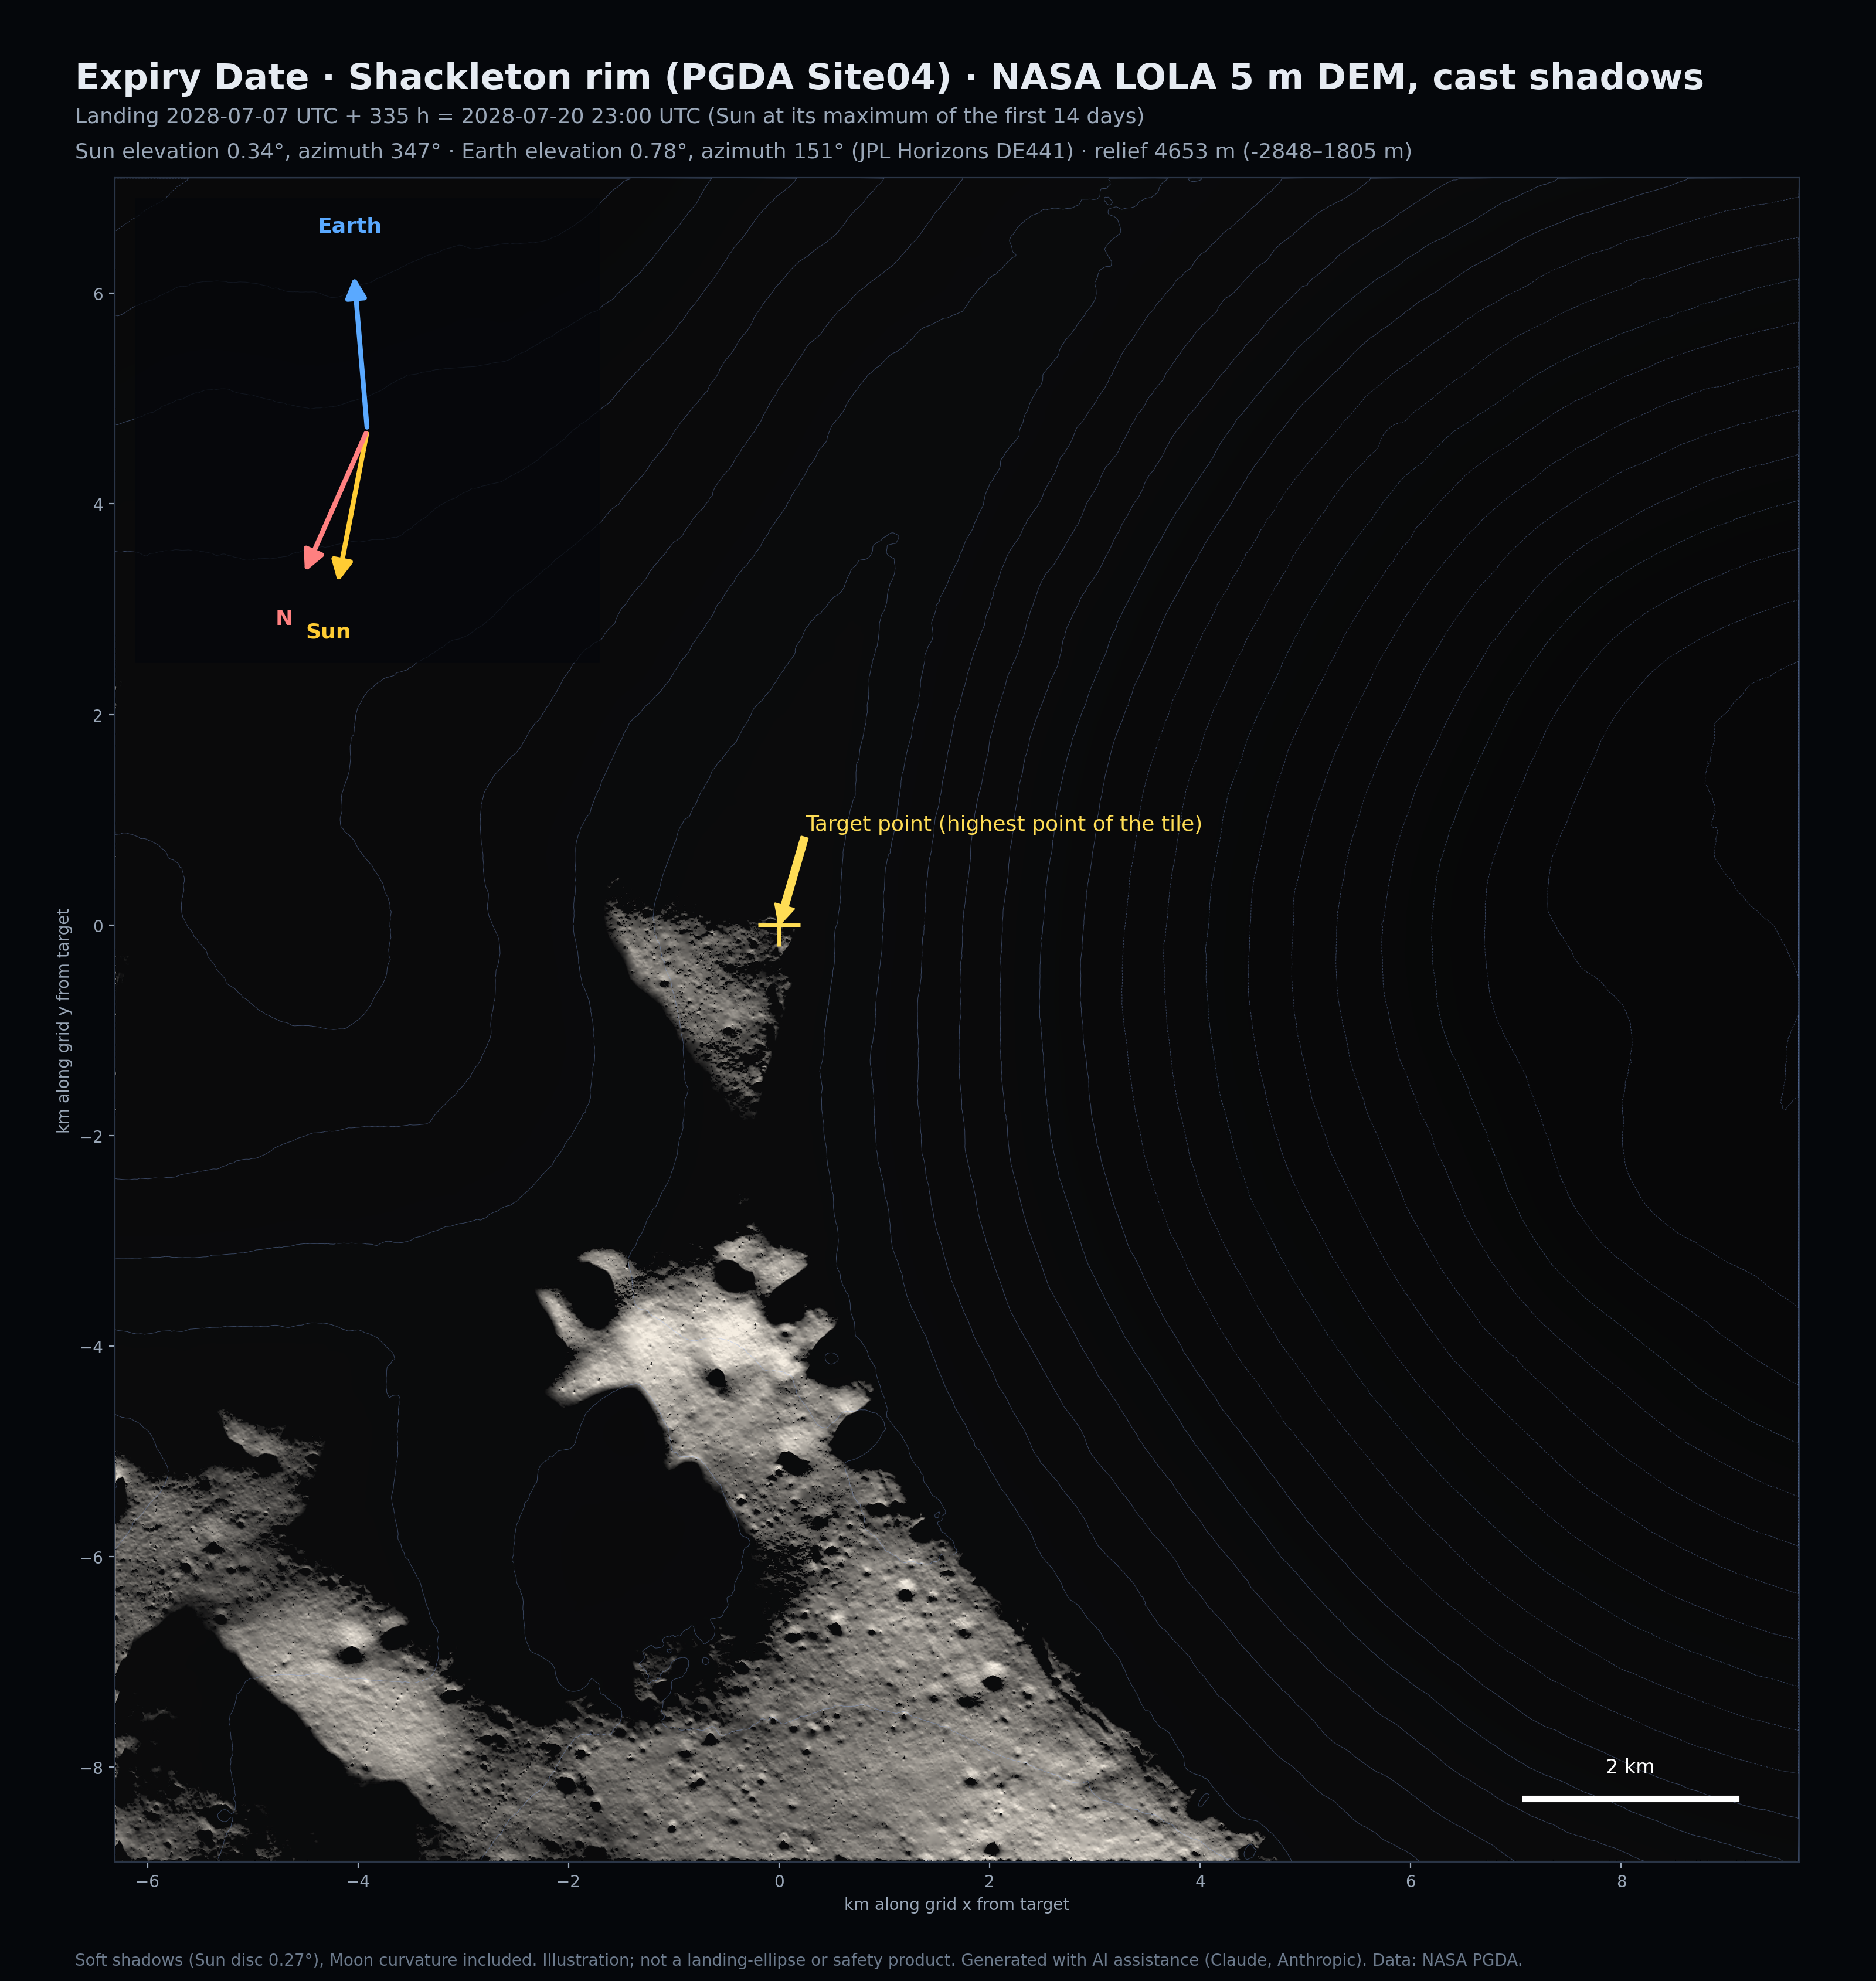 Expiry Date · Shackleton rim (PGDA Site04) · NASA LOLA 5 m DEM, cast shadows
Landing 2028-07-07 UTC + 335 h = 2028-07-20 23:00 UTC (Sun at its maximum of the first 14 days)
Sun elevation 0.34°, azimuth 347° · Earth elevation 0.78°, azimuth 151° (JPL Horizons DE441) · relief 4653 m (-2848–1805 m)
Earth
N
Sun
Target point (highest point of the tile)
6
4
2
0
−2
−4
−6
−8
km along grid y from target
2 km
−6
−4
−2
0
2
4
6
8
km along grid x from target
Soft shadows (Sun disc 0.27°), Moon curvature included. Illustration; not a landing-ellipse or safety product. Generated with AI assistance (Claude, Anthropic). Data: NASA PGDA.